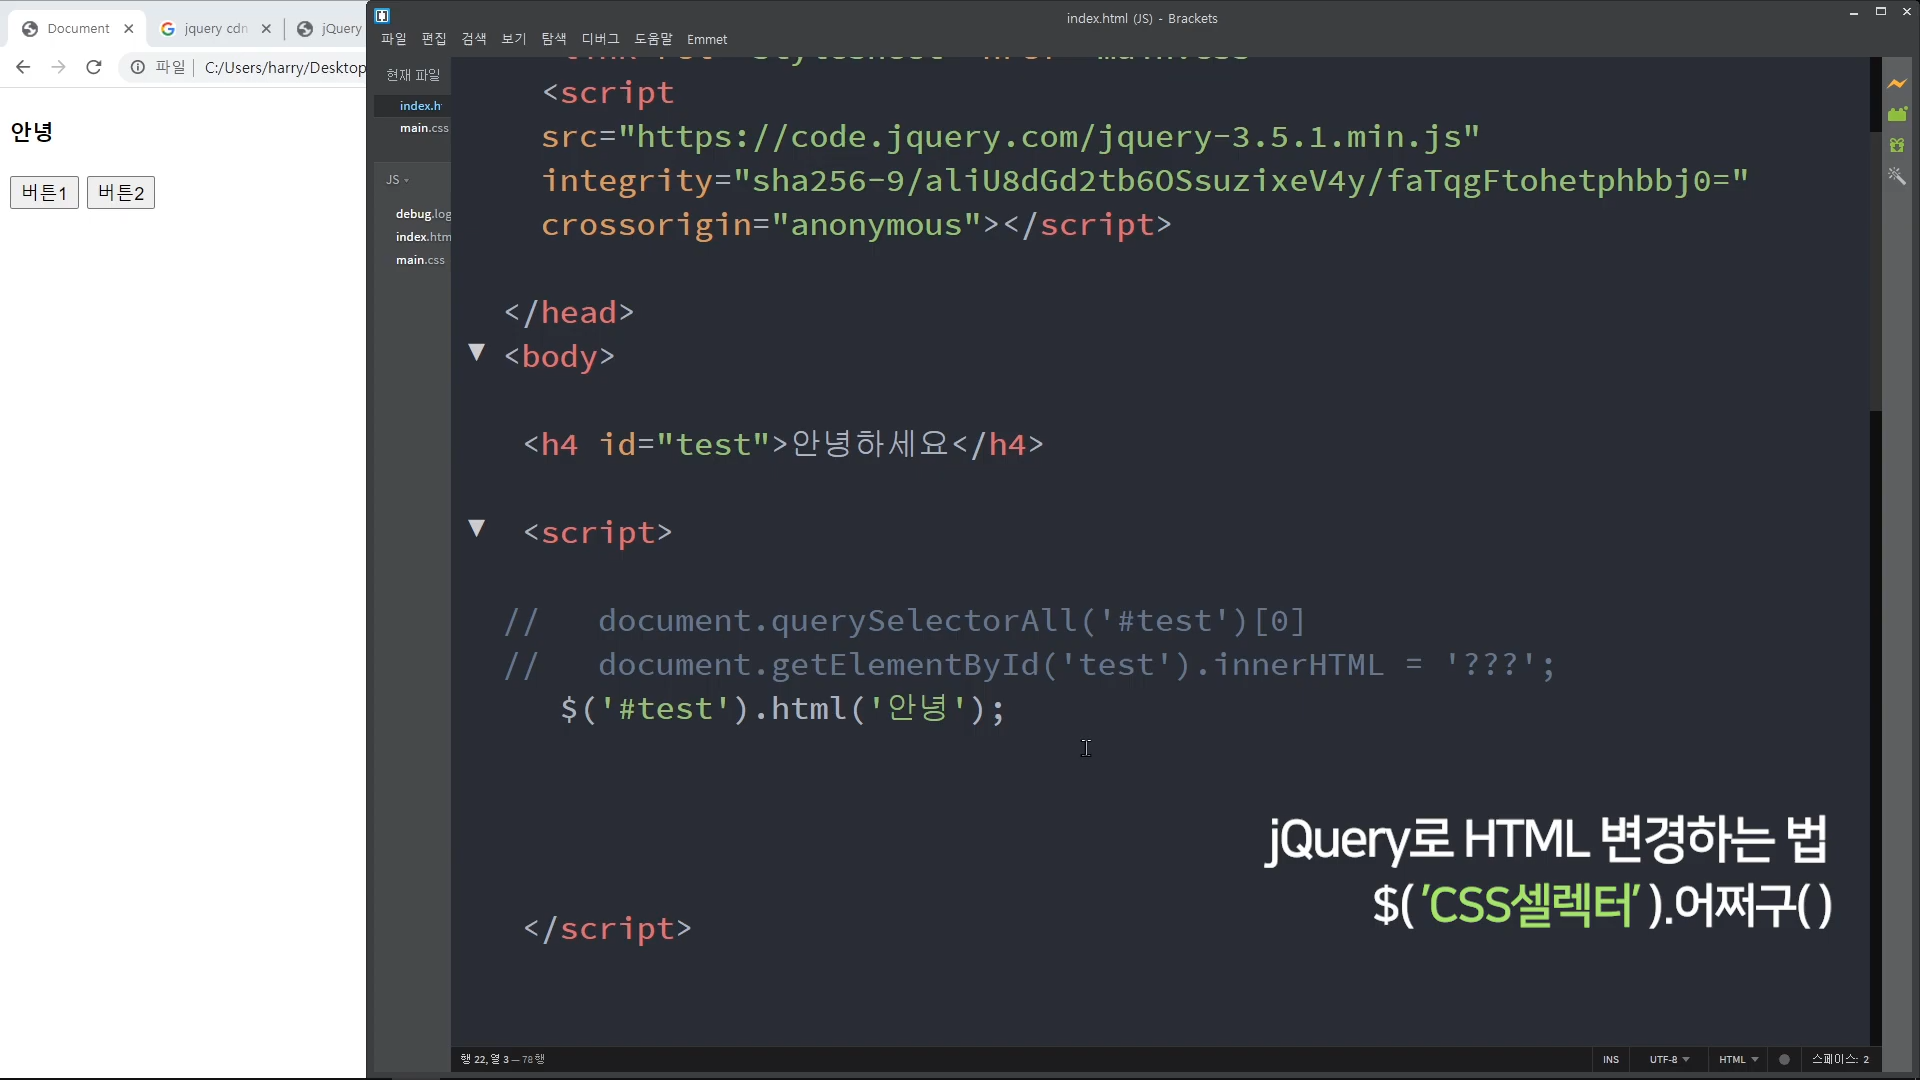 Document
jquery cdn
jQuery
파일
C:/Users/harry/Desktop
안녕
버튼1
버튼2
index.html (JS) - Brackets
파일 편집 검색 보기 탐색 디버그 도움말 Emmet
현재 파일
index.h
main.css
JS
debug.log
index.htm
main.css
<script
src="https://code.jquery.com/jquery-3.5.1.min.js"
integrity="sha256-9/aliU8dGd2tb6OSsuzixeV4y/faTqgFtohetphbbj0="
crossorigin="anonymous"></script>
</head>
<body>
<h4 id="test">안녕하세요</h4>
<script>
// document.querySelectorAll('#test')[0]
// document.getElementById('test').innerHTML = '???';
$('#test').html('안녕');
</script>
jQuery로 HTML 변경하는 법
$('CSS셀렉터').어쩌구()
행 22, 열 3 — 78 행
INS
UTF-8
HTML
스페이스: 2